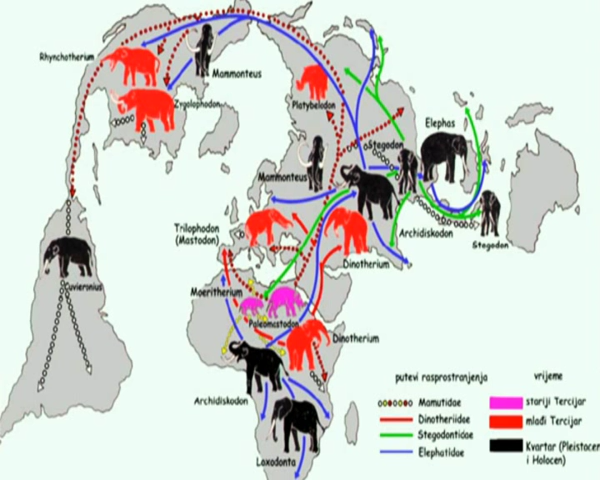 Rhynchotherium
Mammonteus
Zygolophodon
Platybelodon
Stegodon
Elephas
Mammonteus
Trilophodon
(Mastodon)
Archidiskodon
Stegodon
Dinotherium
Moeritherium
Cuvieronius
Paleomastodon
Dinotherium
Archidiskodon
Loxodonta
putevi rasprostranjenja
Mamutidae
Dinotheriidae
Stegodontidae
Elephatidae
vrijeme
stariji Tercijar
mlađi Tercijar
Kvartar (Pleistocen
i Holocen)